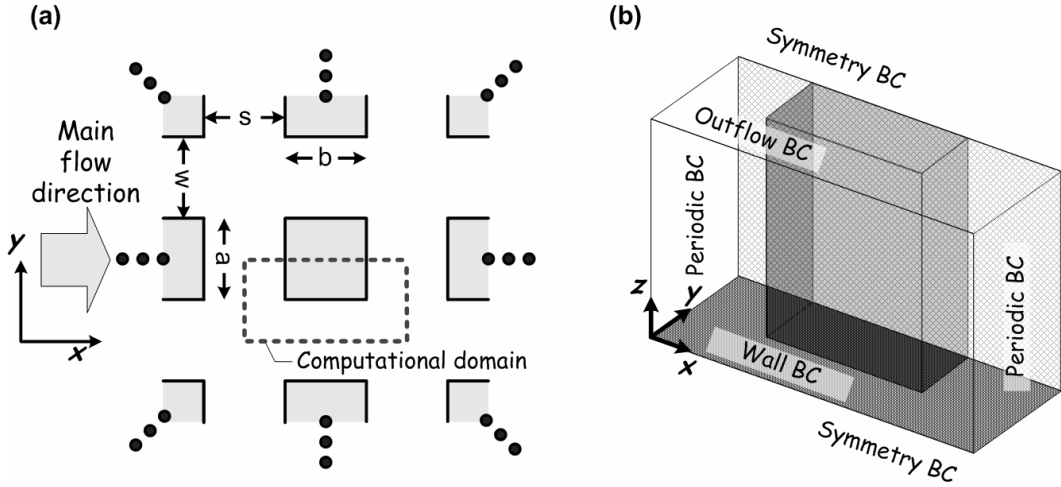 (a)
s
b
Main
flow
direction
w
a
y
x
Computational domain
(b)
Symmetry BC
Outflow BC
Periodic BC
z
y
x
Wall BC
Periodic BC
Symmetry BC